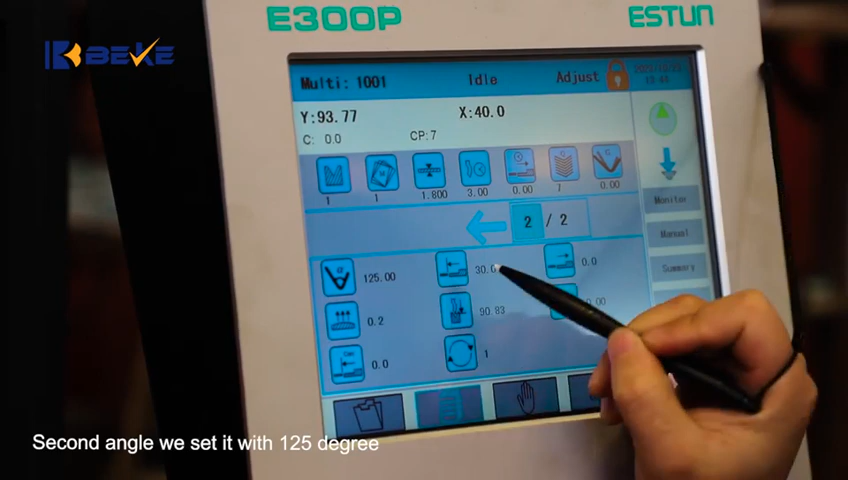 E300P
ESTUN
BEKE
Multi: 1001
Idle
Adjust
Y:93.77
X:40.0
C: 0.0
CP:7
1
1
1.800
3.00
0.00
7
0.00
Monitor
2 / 2
Manual
125.00
30.0
0.0
Summary
0.2
90.83
0.0
1
Second angle we set it with 125 degree